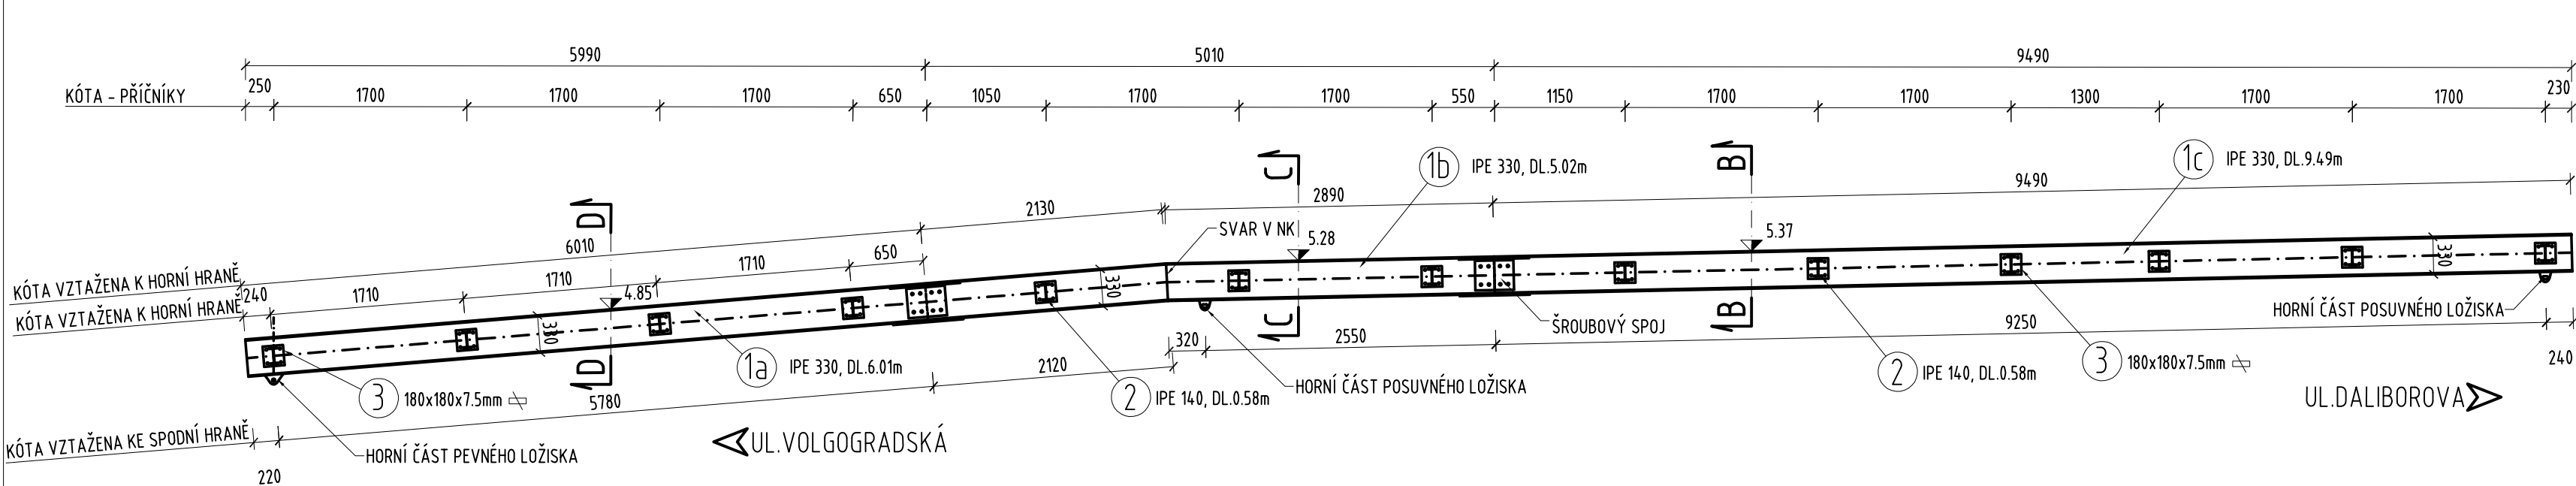 5990 5010 9490
KÓTA - PŘÍČNÍKY 250 1700 1700 1700 650 1050 1700 1700 550 1150 1700 1700 1300 1700 1700 230
D C B
1b IPE 330, DL.5.02m
1c IPE 330, DL.9.49m
2130 2890 9490
SVAR V NK
5.28
5.37
KÓTA VZTAŽENA K HORNÍ HRANĚ 6010
KÓTA VZTAŽENA K HORNÍ HRANĚ 240 1710 1710 1710 650
4.85
330 330 330
HORNÍ ČÁST POSUVNÉHO LOŽISKA
ŠROUBOVÝ SPOJ
D C B
320 2550 9250 240
3 180x180x7.5mm
1a IPE 330, DL.6.01m
2 IPE 140, DL.0.58m
HORNÍ ČÁST POSUVNÉHO LOŽISKA
2 IPE 140, DL.0.58m
3 180x180x7.5mm
UL.DALIBOROVA
KÓTA VZTAŽENA KE SPODNÍ HRANĚ 220 5780 2120
HORNÍ ČÁST PEVNÉHO LOŽISKA
UL.VOLGOGRADSKÁ